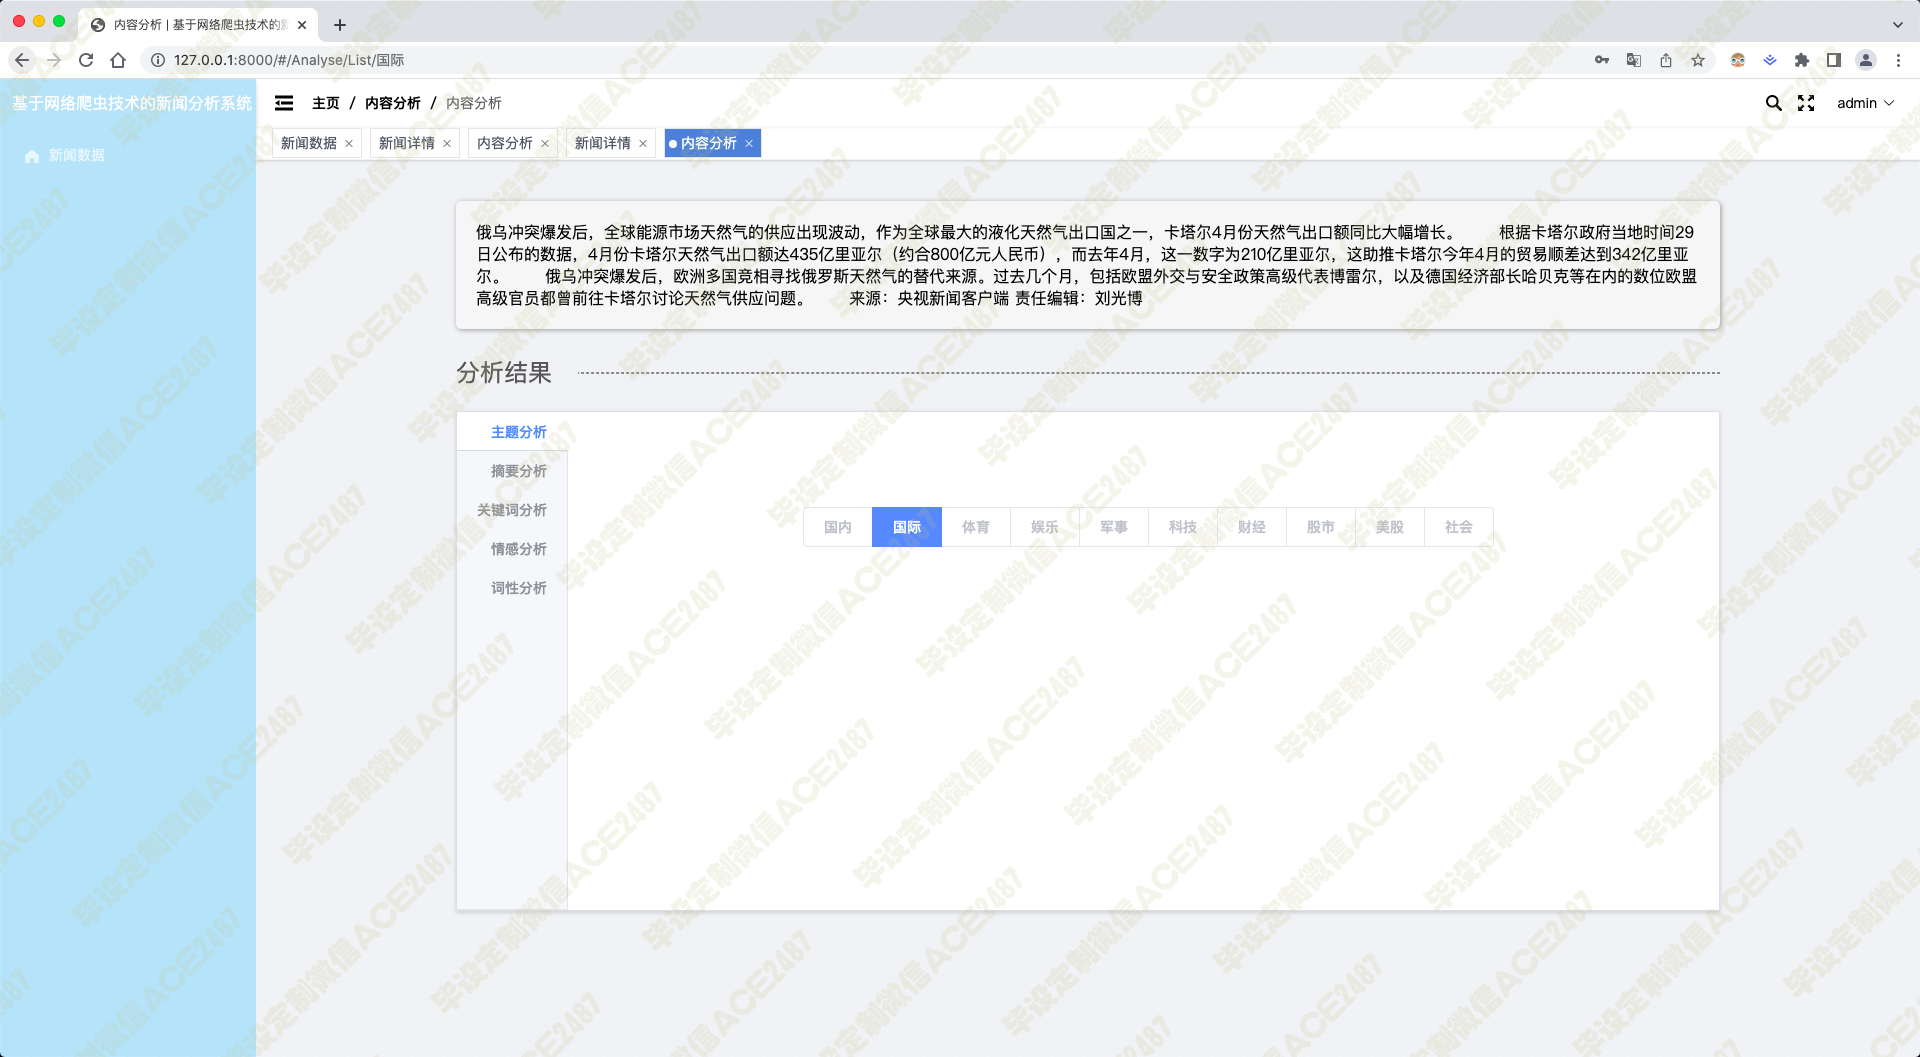 内容分析 | 基于网络爬虫技术的新
127.0.0.1:8000/#/Analyse/List/国际
基于网络爬虫技术的新闻分析系统
主页 / 内容分析 / 内容分析
admin
新闻数据
新闻数据 × 新闻详情 × 内容分析 × 新闻详情 × 内容分析 ×
俄乌冲突爆发后，全球能源市场天然气的供应出现波动，作为全球最大的液化天然气出口国之一，卡塔尔4月份天然气出口额同比大幅增长。 根据卡塔尔政府当地时间29
日公布的数据，4月份卡塔尔天然气出口额达435亿里亚尔（约合800亿元人民币），而去年4月，这一数字为210亿里亚尔，这助推卡塔尔今年4月的贸易顺差达到342亿里亚
尔。 俄乌冲突爆发后，欧洲多国竞相寻找俄罗斯天然气的替代来源。过去几个月，包括欧盟外交与安全政策高级代表博雷尔，以及德国经济部长哈贝克等在内的数位欧盟
高级官员都曾前往卡塔尔讨论天然气供应问题。 来源：央视新闻客户端 责任编辑：刘光博
分析结果
主题分析
摘要分析
关键词分析
情感分析
词性分析
国内 国际 体育 娱乐 军事 科技 财经 股市 美股 社会
毕设定制微信ACE2487